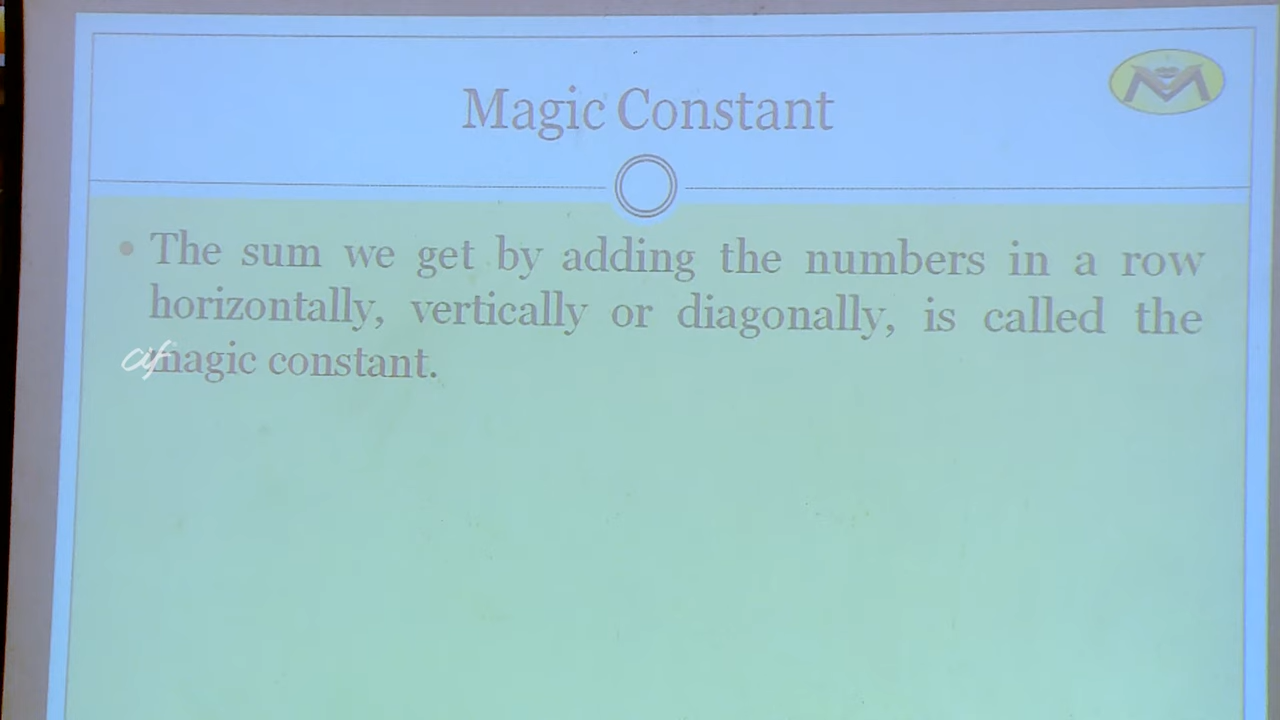 Magic Constant
• The sum we get by adding the numbers in a row
horizontally, vertically or diagonally, is called the
magic constant.